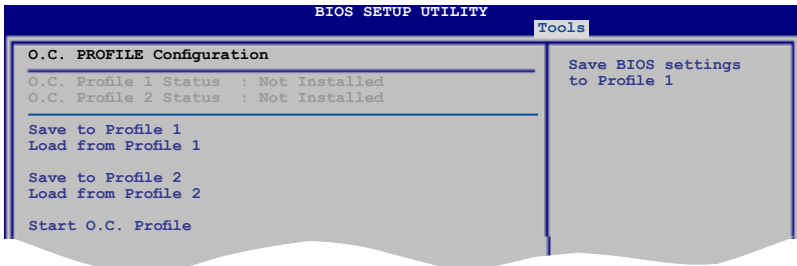 BIOS SETUP UTILITY
Tools
O.C. PROFILE Configuration
O.C. Profile 1 Status : Not Installed
O.C. Profile 2 Status : Not Installed
Save to Profile 1
Load from Profile 1
Save to Profile 2
Load from Profile 2
Start O.C. Profile
Save BIOS settings
to Profile 1